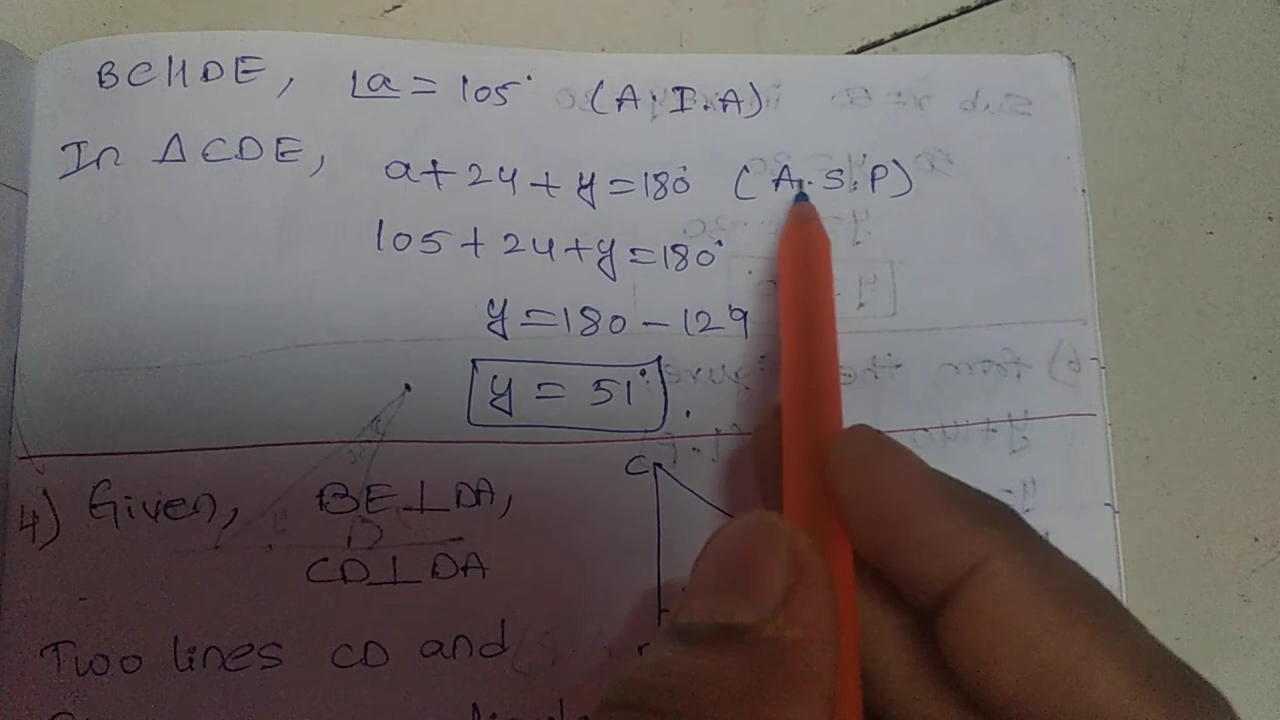 BC||DE, ∠a = 105° (A.I.A)
In ΔCDE, a + 24 + y = 180° (A.S.P)
105 + 24 + y = 180°
y = 180 - 129
y = 51°.
4) Given, BE⊥DA,
CD⊥DA
C
Two lines CD and